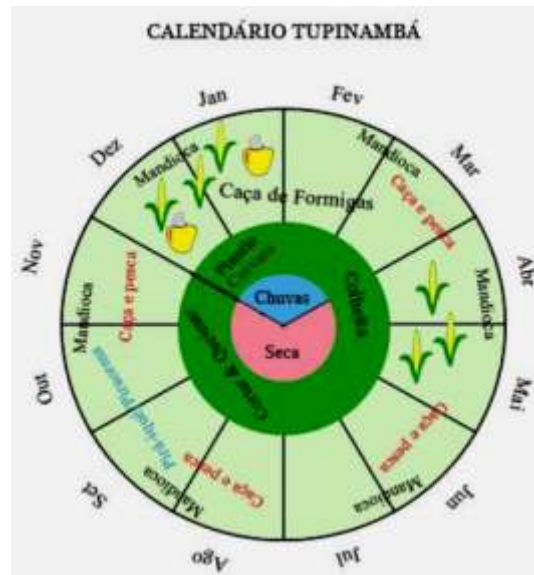 CALENDÁRIO TUPINAMBÁ
Jan
Fev
Mar
Abr
Mai
Jun
Jul
Ago
Set
Out
Nov
Dez
Mandioca
Caça de Formigas
Mandioca
Caça e pesca
Mandioca
Caça e pesca
Mandioca
Caça e pesca
Mandioca
Piracema
Mandioca
Caça e pesca
Plantio
Colheita
Chuvas
Seca